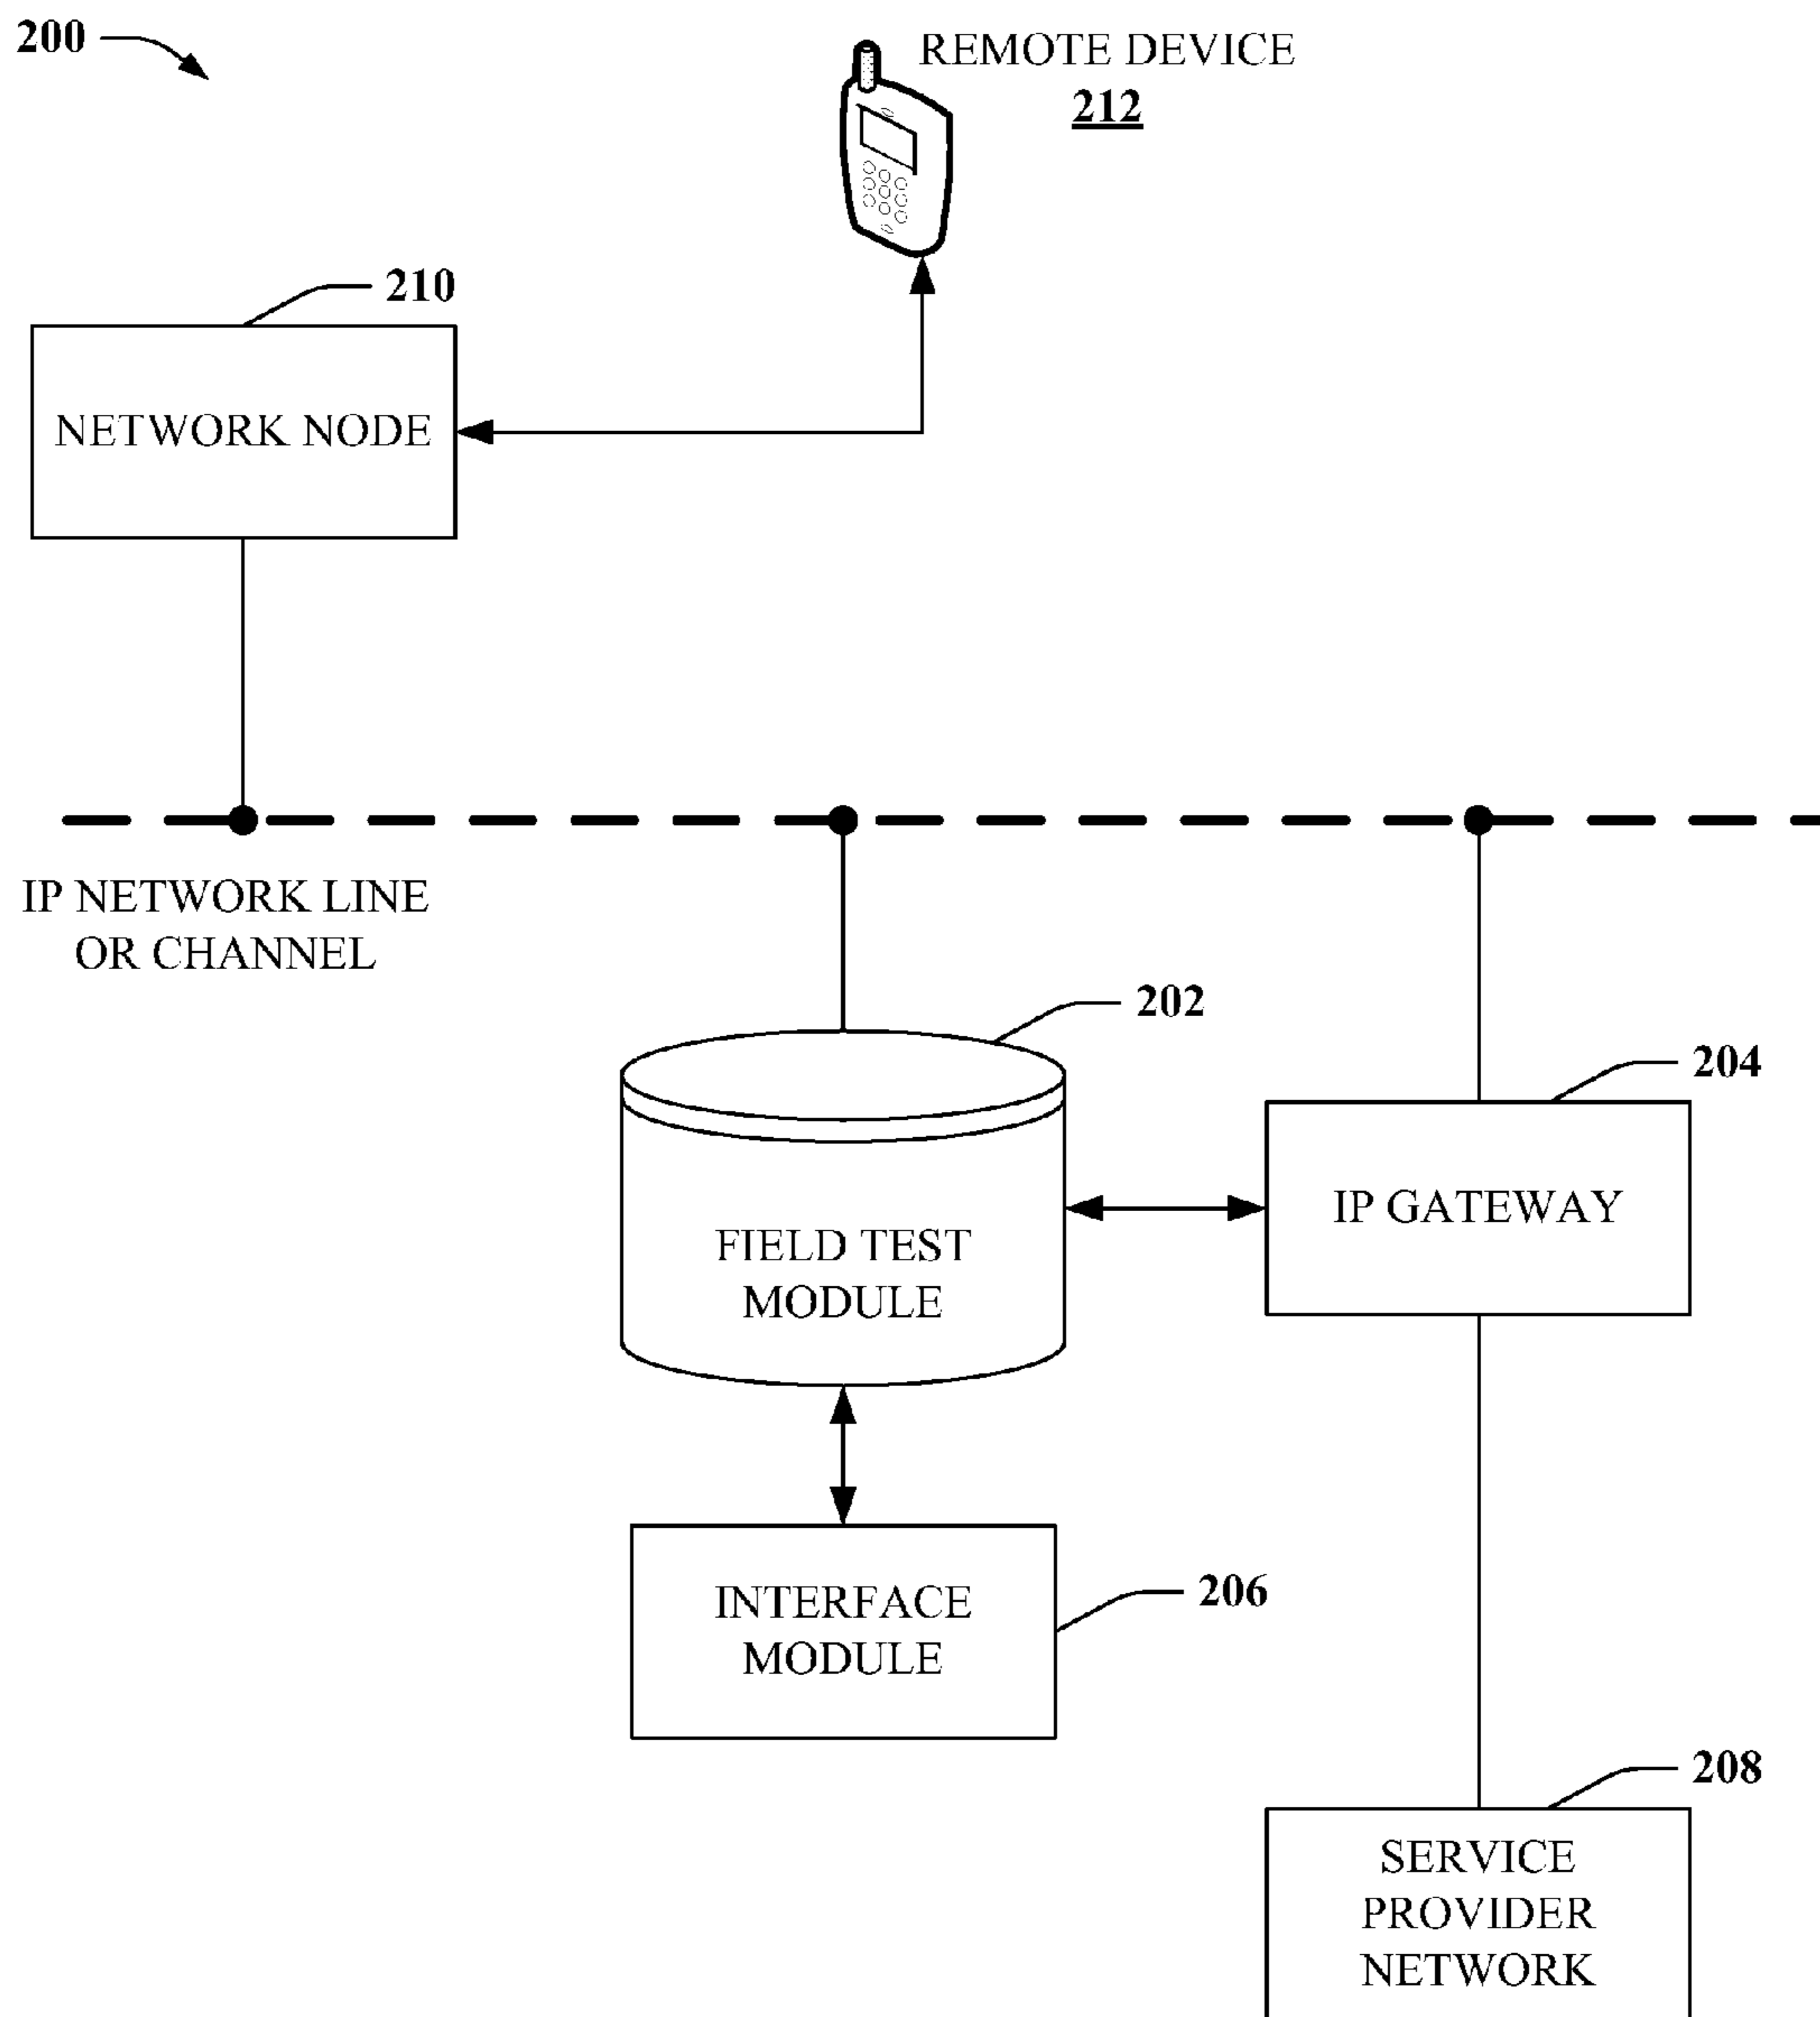 200
REMOTE DEVICE
212
210
NETWORK NODE
IP NETWORK LINE
OR CHANNEL
202
204
FIELD TEST
MODULE
IP GATEWAY
INTERFACE
MODULE
206
208
SERVICE
PROVIDER
NETWORK